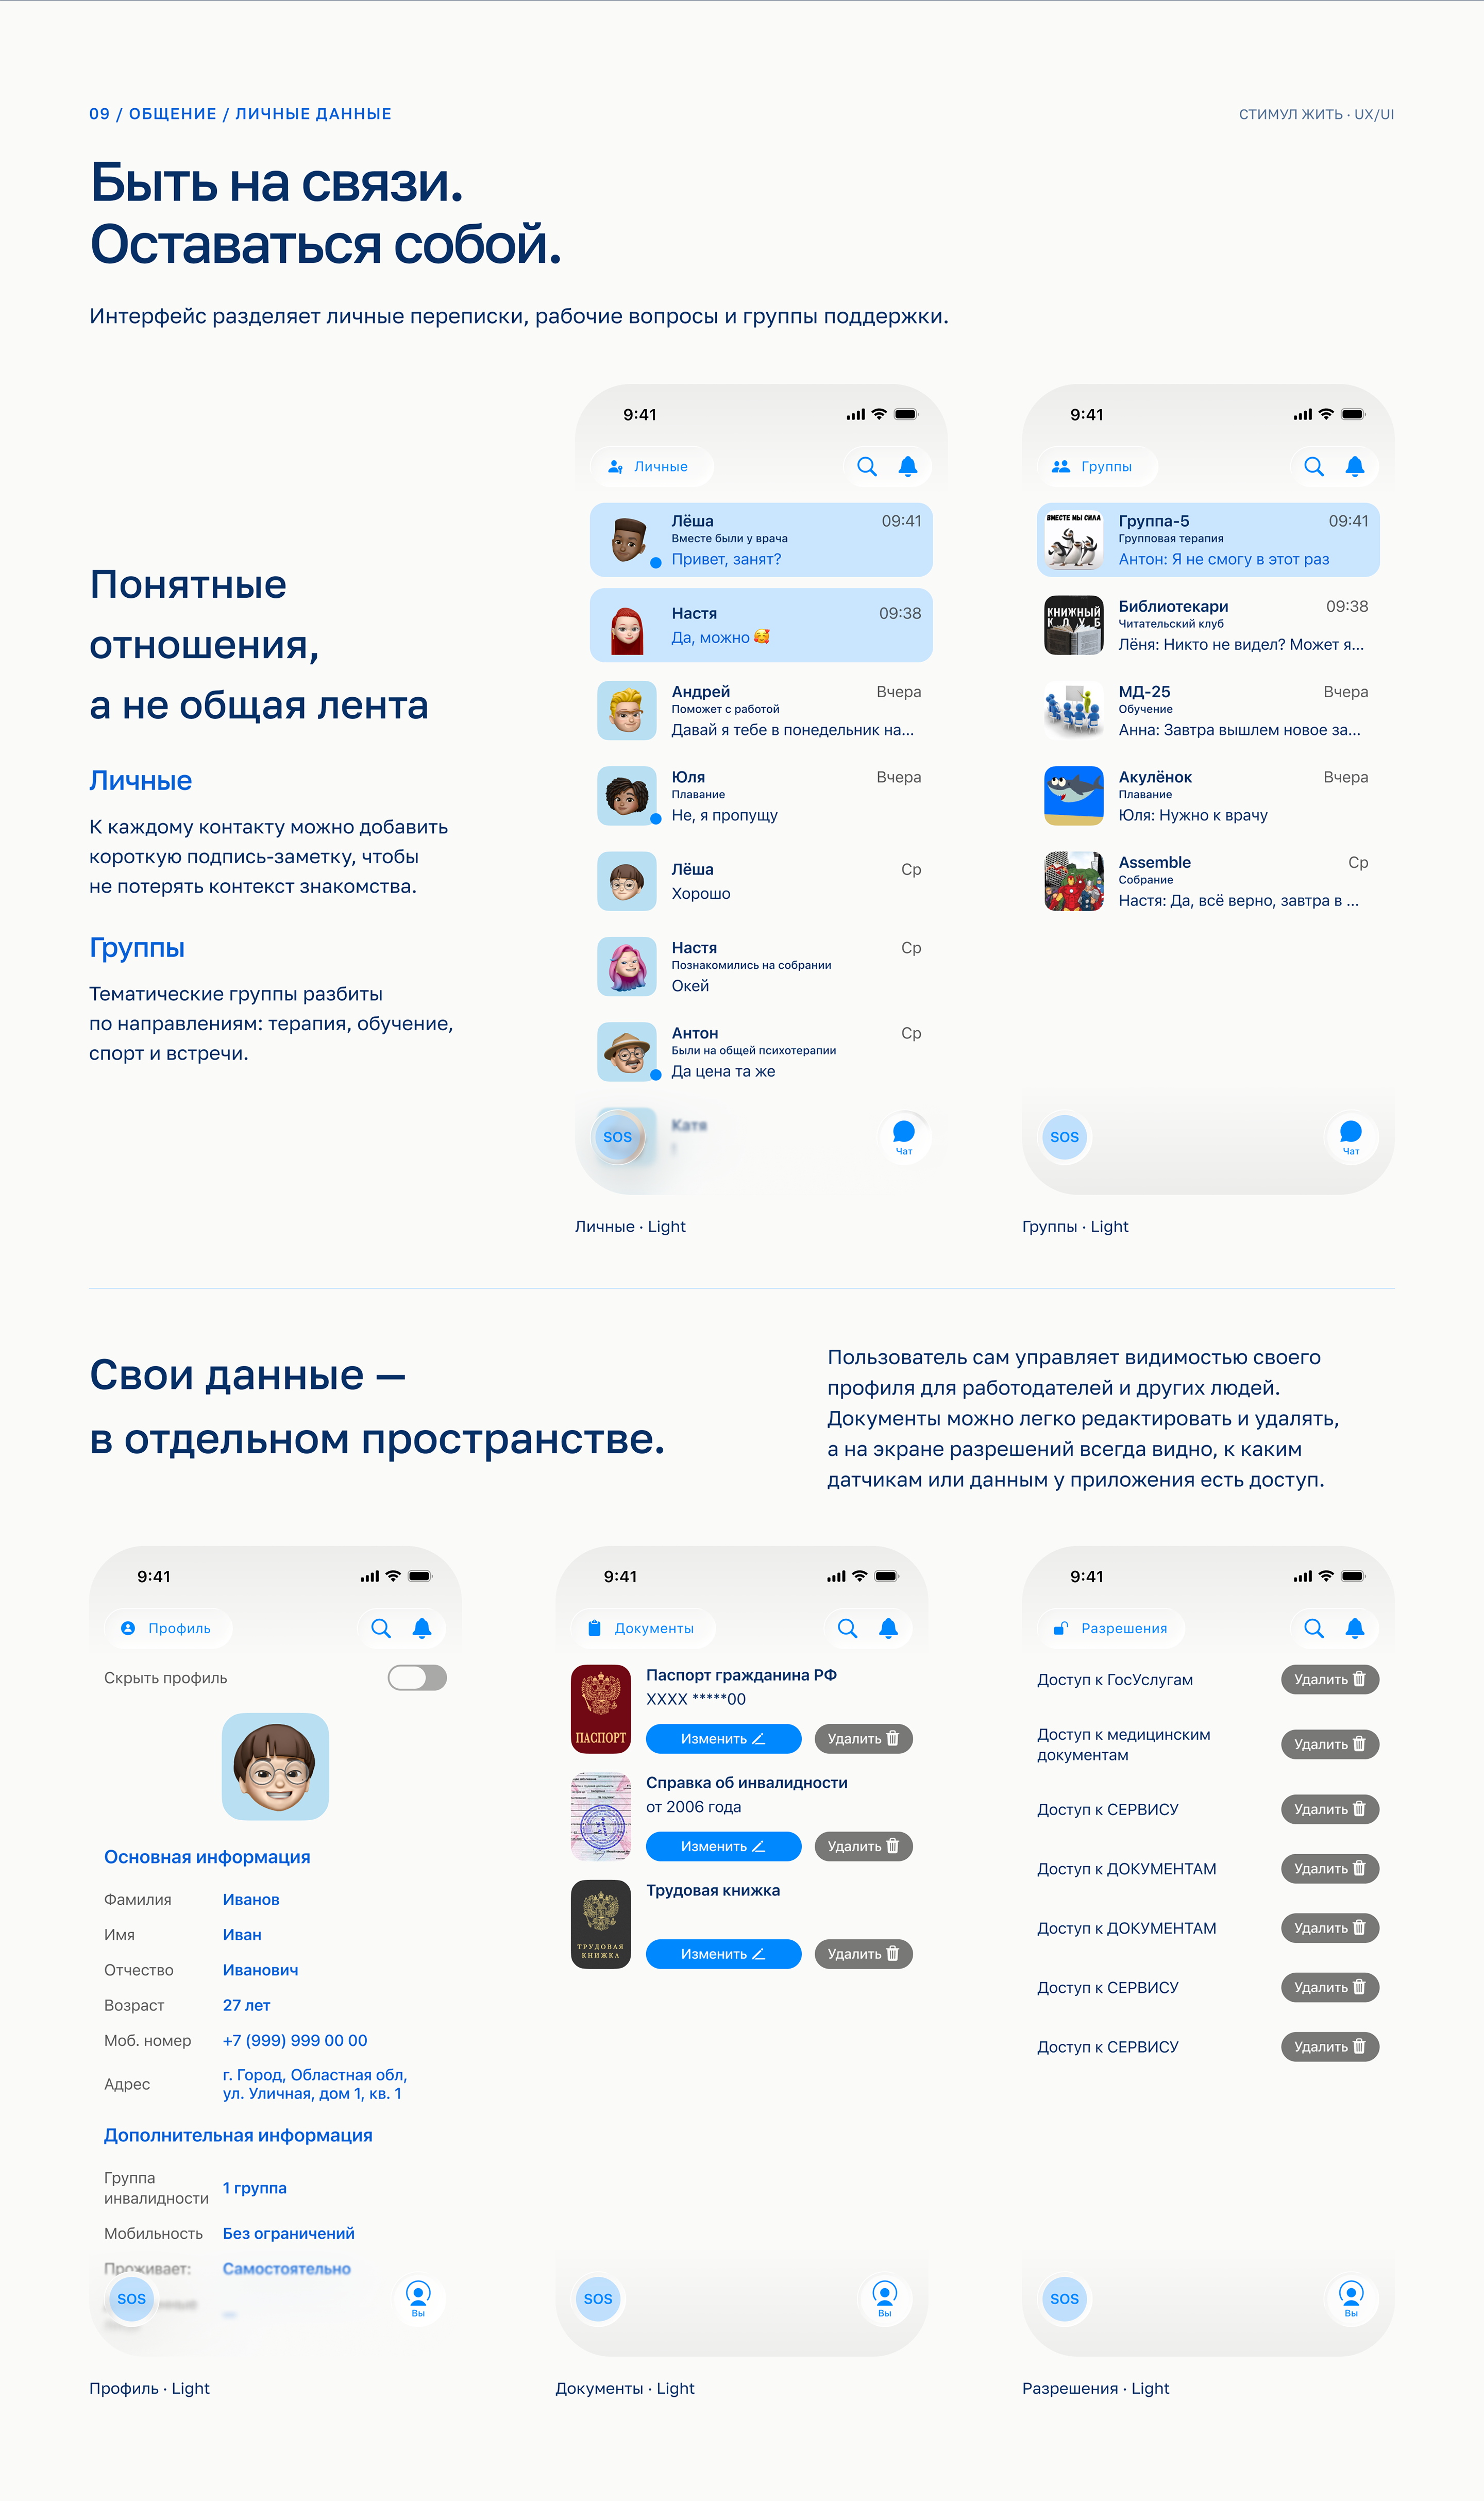 09 / ОБЩЕНИЕ / ЛИЧНЫЕ ДАННЫЕ
СТИМУЛ ЖИТЬ · UX/UI
Быть на связи.
Оставаться собой.
Интерфейс разделяет личные переписки, рабочие вопросы и группы поддержки.
Понятные
отношения,
а не общая лента
Личные
К каждому контакту можно добавить
короткую подпись-заметку, чтобы
не потерять контекст знакомства.
Группы
Тематические группы разбиты
по направлениям: терапия, обучение,
спорт и встречи.
9:41
Личные
Лёша 09:41
Вместе были у врача
Привет, занят?
Настя 09:38
Да, можно 🥰
Андрей Вчера
Поможет с работой
Давай я тебе в понедельник на...
Юля Вчера
Плавание
Не, я пропущу
Лёша Ср
Хорошо
Настя Ср
Познакомились на собрании
Окей
Антон Ср
Были на общей психотерапии
Да цена та же
Катя
SOS
Чат
Личные · Light
9:41
Группы
ВМЕСТЕ МЫ СИЛА
Группа-5 09:41
Групповая терапия
Антон: Я не смогу в этот раз
КНИЖНЫЙ
КЛУБ
Библиотекари 09:38
Читательский клуб
Лёня: Никто не видел? Может я...
МД-25 Вчера
Обучение
Анна: Завтра вышлем новое за...
Акулёнок Вчера
Плавание
Юля: Нужно к врачу
Assemble Ср
Собрание
Настя: Да, всё верно, завтра в ...
SOS
Чат
Группы · Light
Свои данные —
в отдельном пространстве.
Пользователь сам управляет видимостью своего
профиля для работодателей и других людей.
Документы можно легко редактировать и удалять,
а на экране разрешений всегда видно, к каким
датчикам или данным у приложения есть доступ.
9:41
Профиль
Скрыть профиль
Основная информация
Фамилия Иванов
Имя Иван
Отчество Иванович
Возраст 27 лет
Моб. номер +7 (999) 999 00 00
Адрес г. Город, Областная обл,
ул. Уличная, дом 1, кв. 1
Дополнительная информация
Группа
инвалидности 1 группа
Мобильность Без ограничений
Проживает: Самостоятельно
SOS
Вы
Профиль · Light
9:41
Документы
ПАСПОРТ
Паспорт гражданина РФ
XXXX *****00
Изменить Удалить
Справка об инвалидности
от 2006 года
Изменить Удалить
ТРУДОВАЯ
КНИЖКА
Трудовая книжка
Изменить Удалить
SOS
Вы
Документы · Light
9:41
Разрешения
Доступ к ГосУслугам Удалить
Доступ к медицинским
документам Удалить
Доступ к СЕРВИСУ Удалить
Доступ к ДОКУМЕНТАМ Удалить
Доступ к ДОКУМЕНТАМ Удалить
Доступ к СЕРВИСУ Удалить
Доступ к СЕРВИСУ Удалить
SOS
Вы
Разрешения · Light